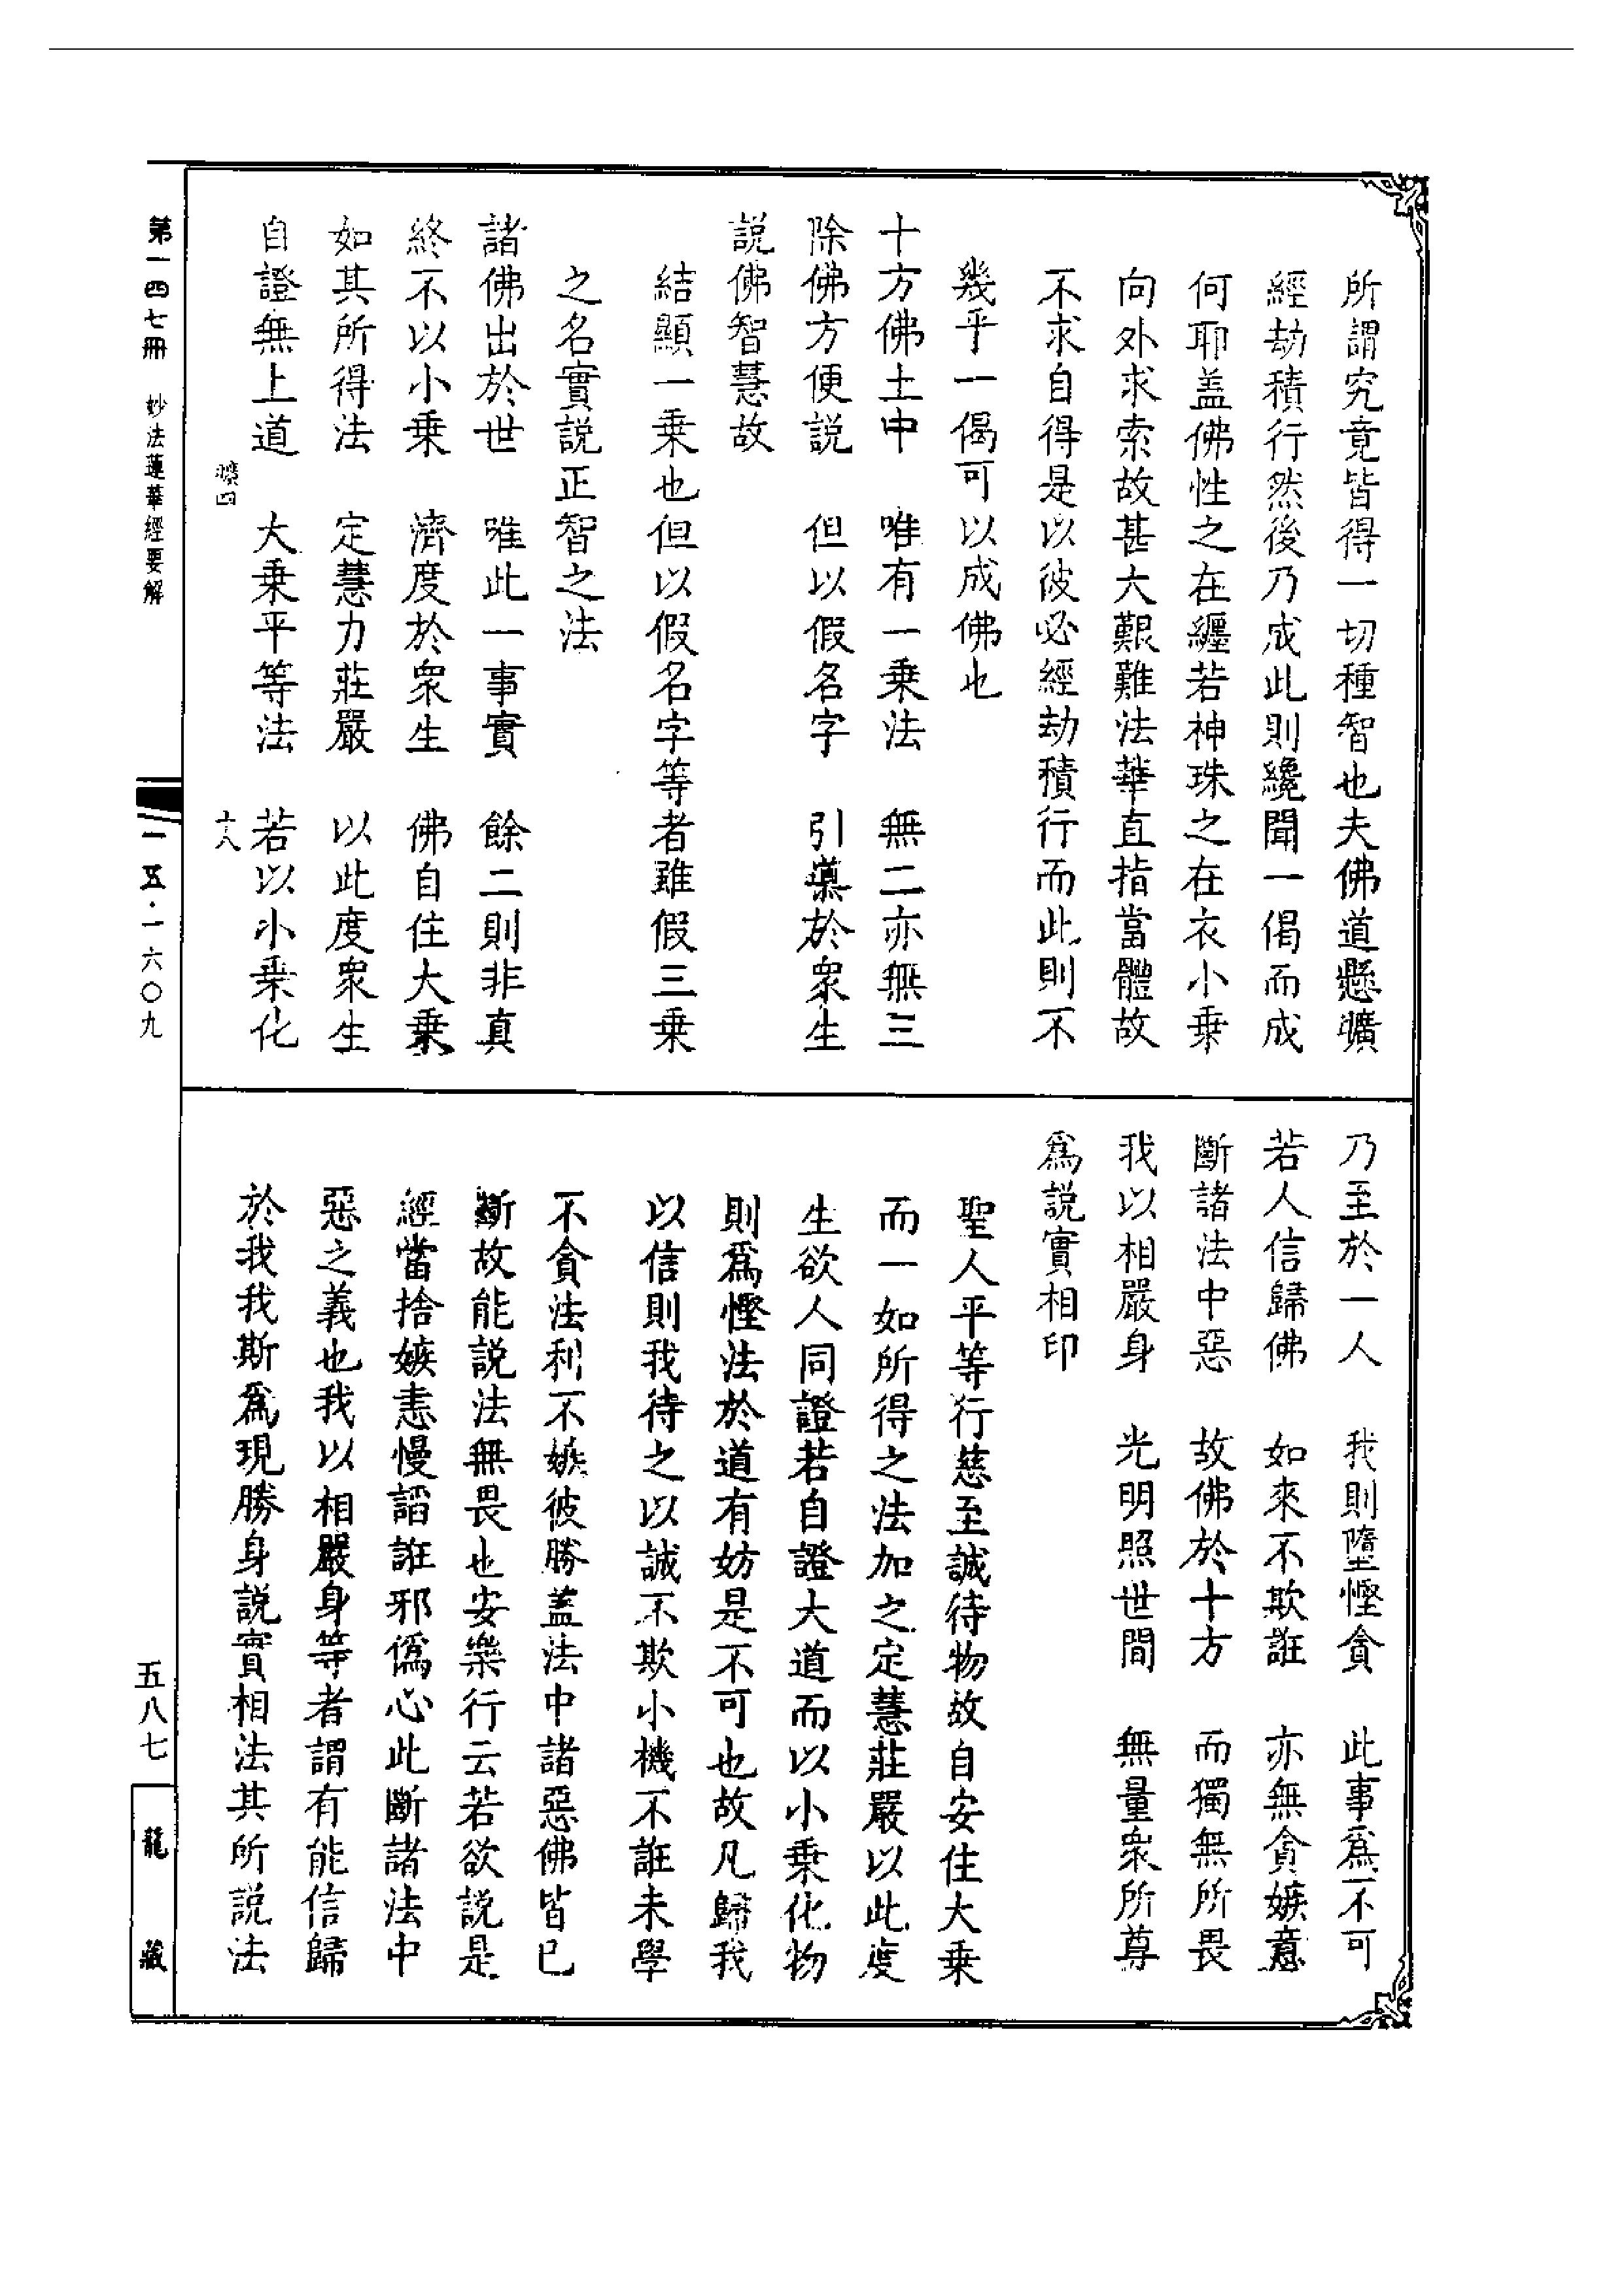 所謂究竟皆得一切種智也夫佛道懸曠
經劫積行然後乃成此則纔聞一偈而成
何耶盖佛性之在纏若神珠之在衣小乗
向外求索故甚大艱難法華直指當體故
不求自得是以彼必經劫積行而此則不
幾乎一偈可以成佛也
十方佛土中　唯有一乗法　無二亦無三
除佛方便説　但以假名字　引導於衆生
説佛智慧故
結顯一乗也但以假名字等者雖假三乗
之名實説正智之法
諸佛出於世　唯此一事實　餘二則非真
終不以小乗　濟度於衆生　佛自住大乗
如其所得法　定慧力莊嚴　以此度衆生
自證無上道　大乗平等法　若以小乗化
曠四　十八
乃至於一人　我則墮慳貪　此事爲不可
若人信歸佛　如來不欺誑　亦無貪嫉意
斷諸法中惡　故佛於十方　而獨無所畏
我以相嚴身　光明照世間　無量衆所尊
爲説實相印
聖人平等行慈至誠待物故自安住大乗
而一如所得之法加之定慧莊嚴以此度
生欲人同證若自證大道而以小乗化物
則爲慳法於道有妨是不可也故凡歸我
以信則我待之以誠不欺小機不誑未學
不貪法利不嫉彼勝盖法中諸惡佛皆已
斷故能説法無畏也安樂行云若欲説是
經當捨嫉恚慢諂誑邪僞心此斷諸法中
惡之義也我以相嚴身等者謂有能信歸
於我我斯爲現勝身説實相法其所説法
第一四七冊　妙法蓮華經要解
一五·一六〇九
五八七
龍藏